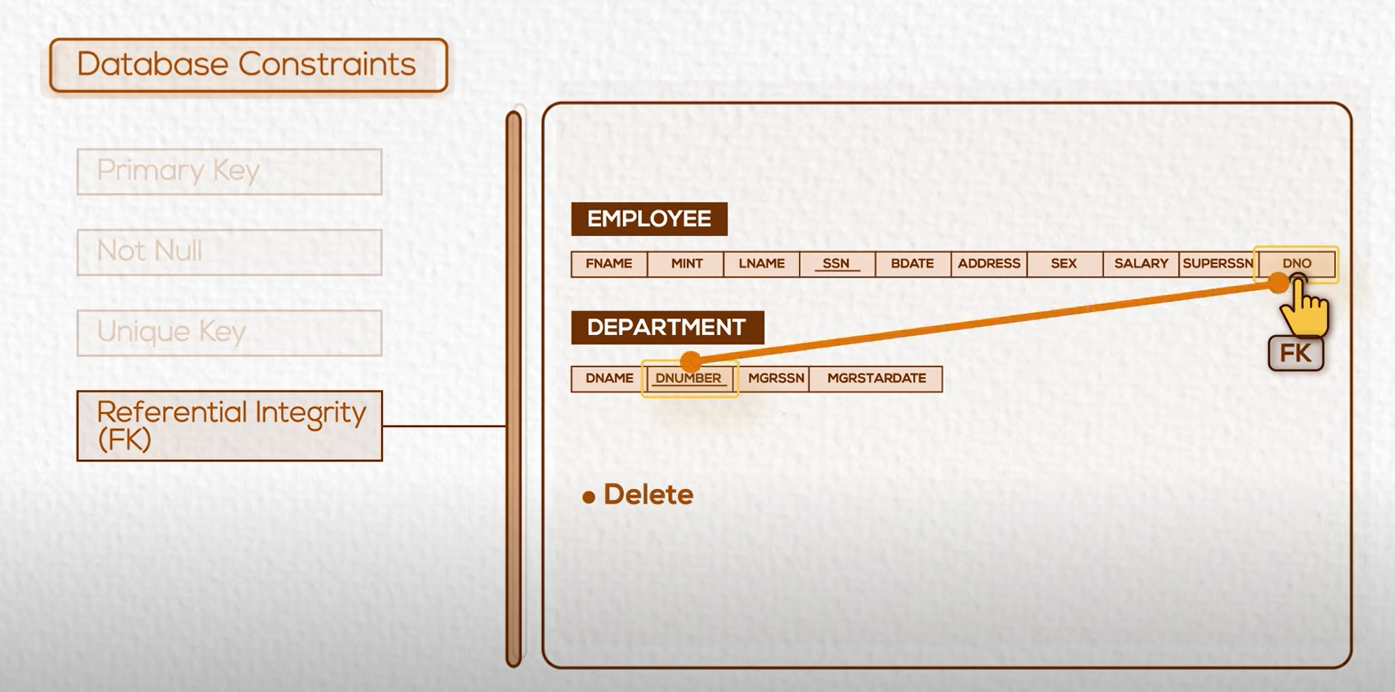 Database Constraints
Primary Key
Not Null
Unique Key
Referential Integrity
(FK)
EMPLOYEE
FNAME MINT LNAME SSN BDATE ADDRESS SEX SALARY SUPERSSN DNO
FK
DEPARTMENT
DNAME DNUMBER MGRSSN MGRSTARDATE
• Delete